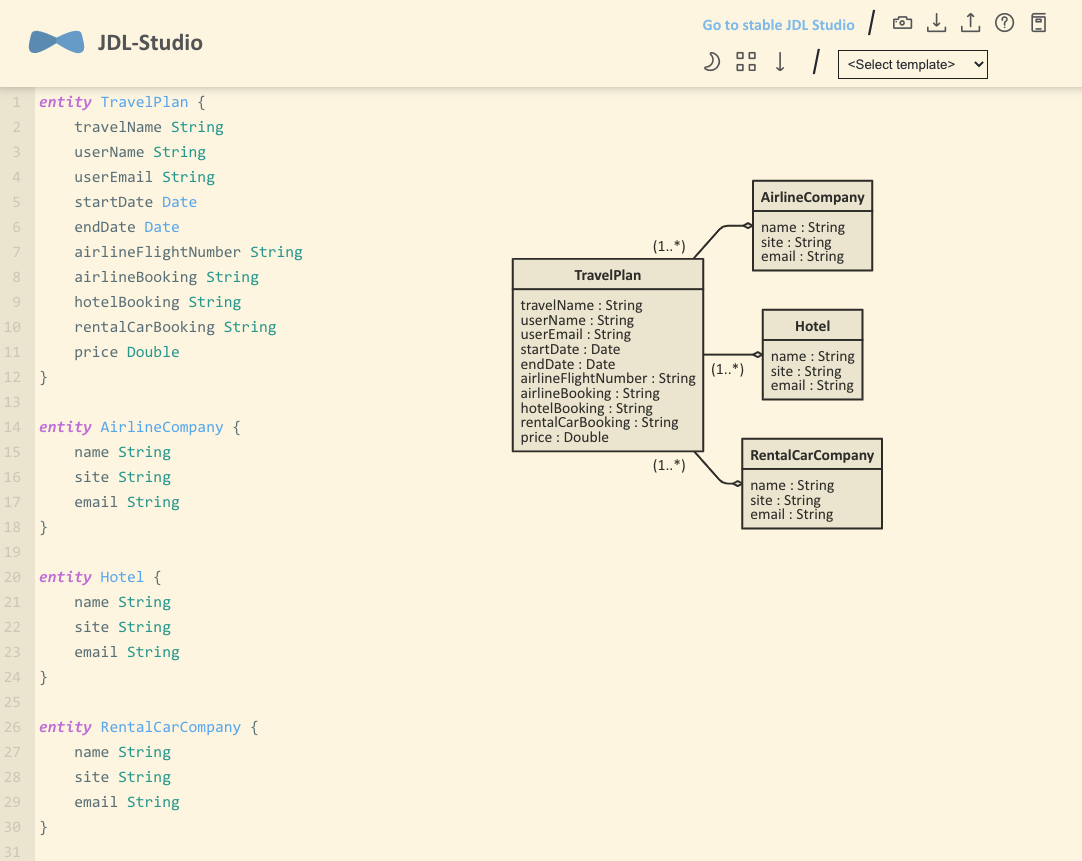 JDL-Studio
Go to stable JDL Studio /
/ <Select template>
1 entity TravelPlan {
2 travelName String
3 userName String
4 userEmail String
5 startDate Date
6 endDate Date
7 airlineFlightNumber String
8 airlineBooking String
9 hotelBooking String
10 rentalCarBooking String
11 price Double
12 }
13
14 entity AirlineCompany {
15 name String
16 site String
17 email String
18 }
19
20 entity Hotel {
21 name String
22 site String
23 email String
24 }
25
26 entity RentalCarCompany {
27 name String
28 site String
29 email String
30 }
31
AirlineCompany
name : String
site : String
email : String
(1..*)
TravelPlan
travelName : String
userName : String
userEmail : String
startDate : Date
endDate : Date
airlineFlightNumber : String
airlineBooking : String
hotelBooking : String
rentalCarBooking : String
price : Double
Hotel
name : String
site : String
email : String
(1..*)
RentalCarCompany
name : String
site : String
email : String
(1..*)